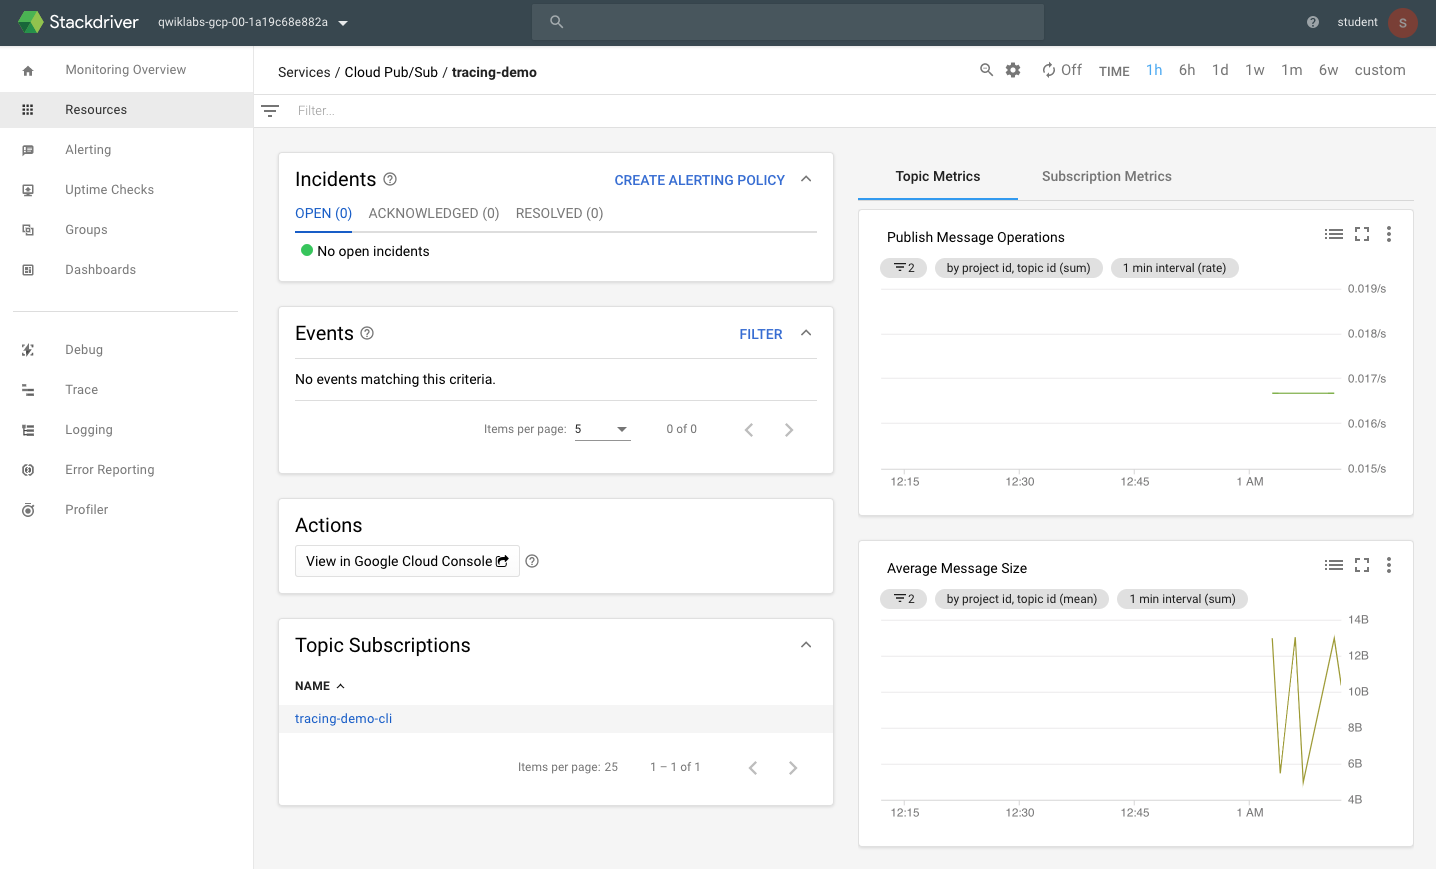 Stackdriver
qwiklabs-gcp-00-1a19c68e882a
student
S
Monitoring Overview
Resources
Alerting
Uptime Checks
Groups
Dashboards
Debug
Trace
Logging
Error Reporting
Profiler
Services / Cloud Pub/Sub / tracing-demo
Off TIME 1h 6h 1d 1w 1m 6w custom
Filter...
Incidents
CREATE ALERTING POLICY
OPEN (0) ACKNOWLEDGED (0) RESOLVED (0)
No open incidents
Events
FILTER
No events matching this criteria.
Items per page: 5 0 of 0
Actions
View in Google Cloud Console
Topic Subscriptions
NAME
tracing-demo-cli
Items per page: 25 1 – 1 of 1
Topic Metrics Subscription Metrics
Publish Message Operations
2 by project id, topic id (sum) 1 min interval (rate)
0.019/s
0.018/s
0.017/s
0.016/s
0.015/s
12:15 12:30 12:45 1 AM
Average Message Size
2 by project id, topic id (mean) 1 min interval (sum)
14B
12B
10B
8B
6B
4B
12:15 12:30 12:45 1 AM